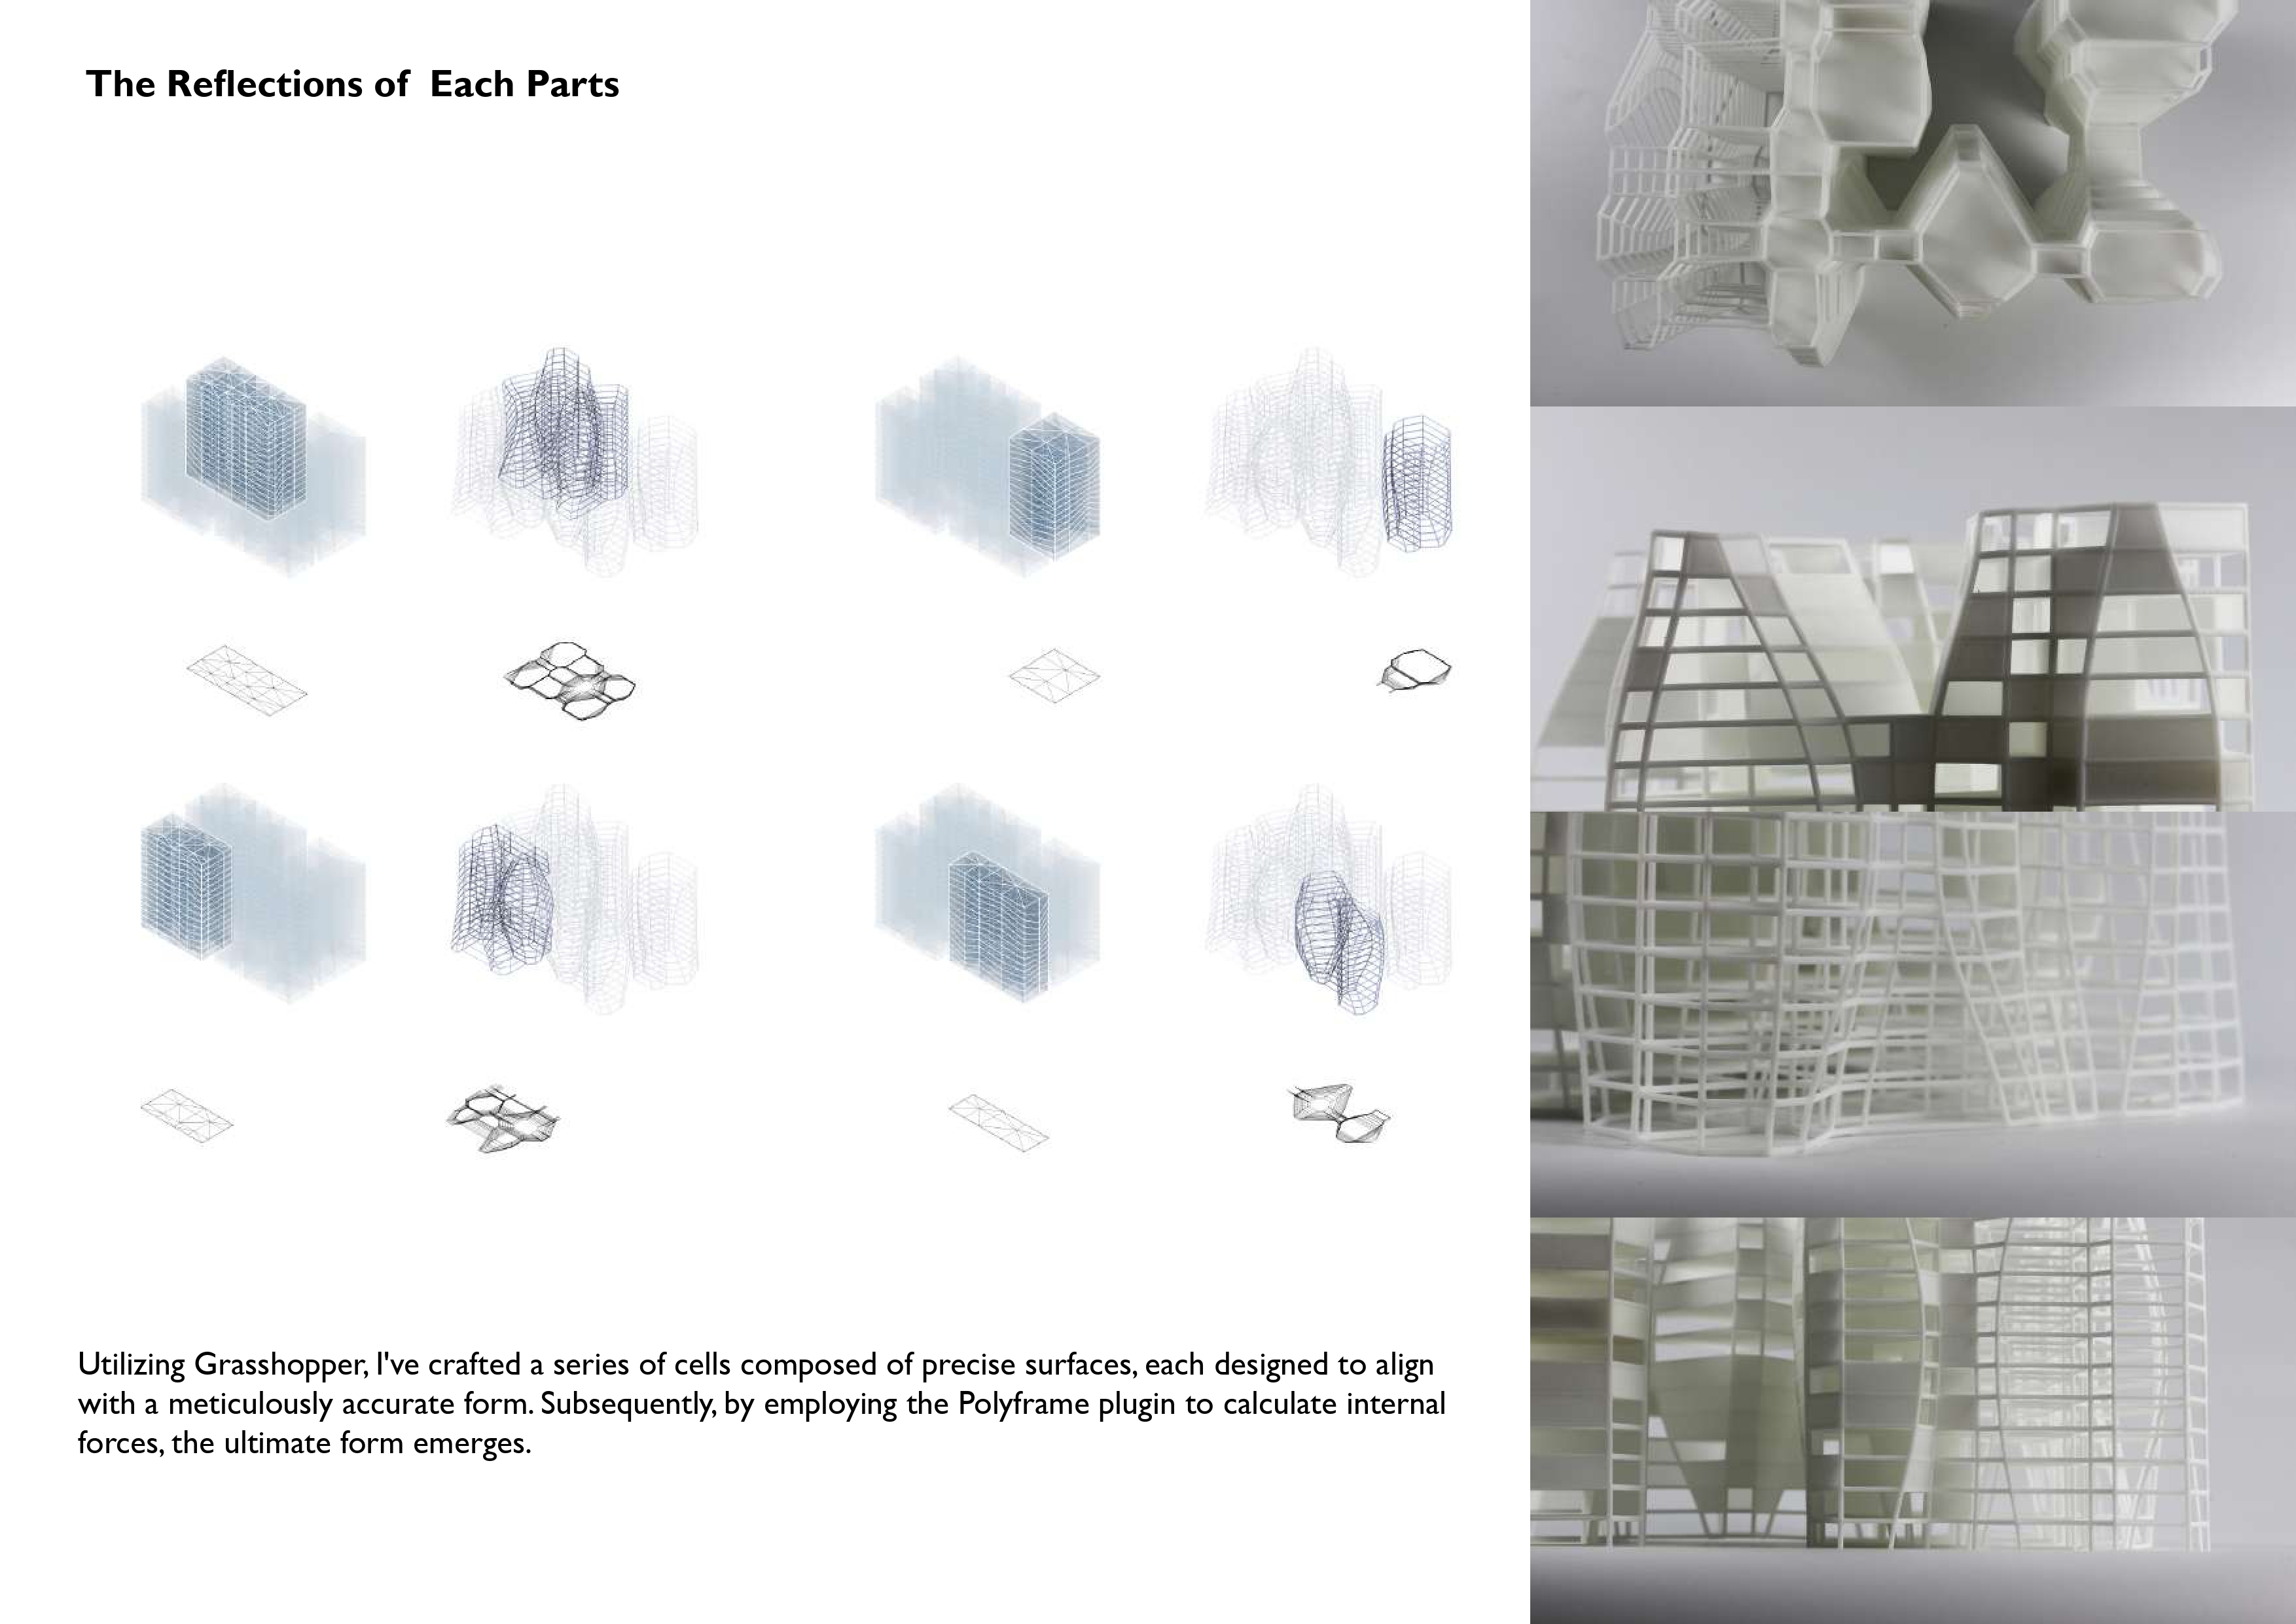 The Reflections of  Each Parts
Utilizing Grasshopper, I've crafted a series of cells composed of precise surfaces, each designed to align
with a meticulously accurate form. Subsequently, by employing the Polyframe plugin to calculate internal
forces, the ultimate form emerges.